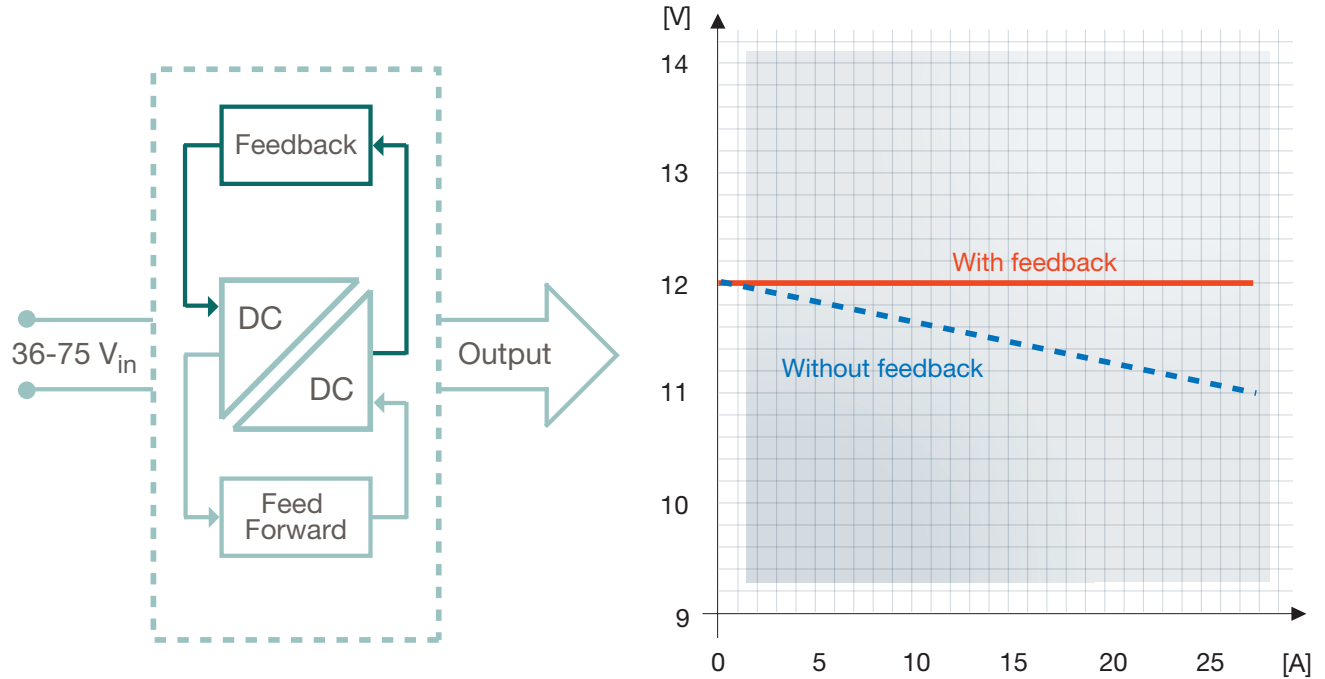 Feedback
DC
DC
36-75 Vin
Output
Feed
Forward
[V]
14
13
12
11
10
9
With feedback
Without feedback
0 5 10 15 20 25 [A]